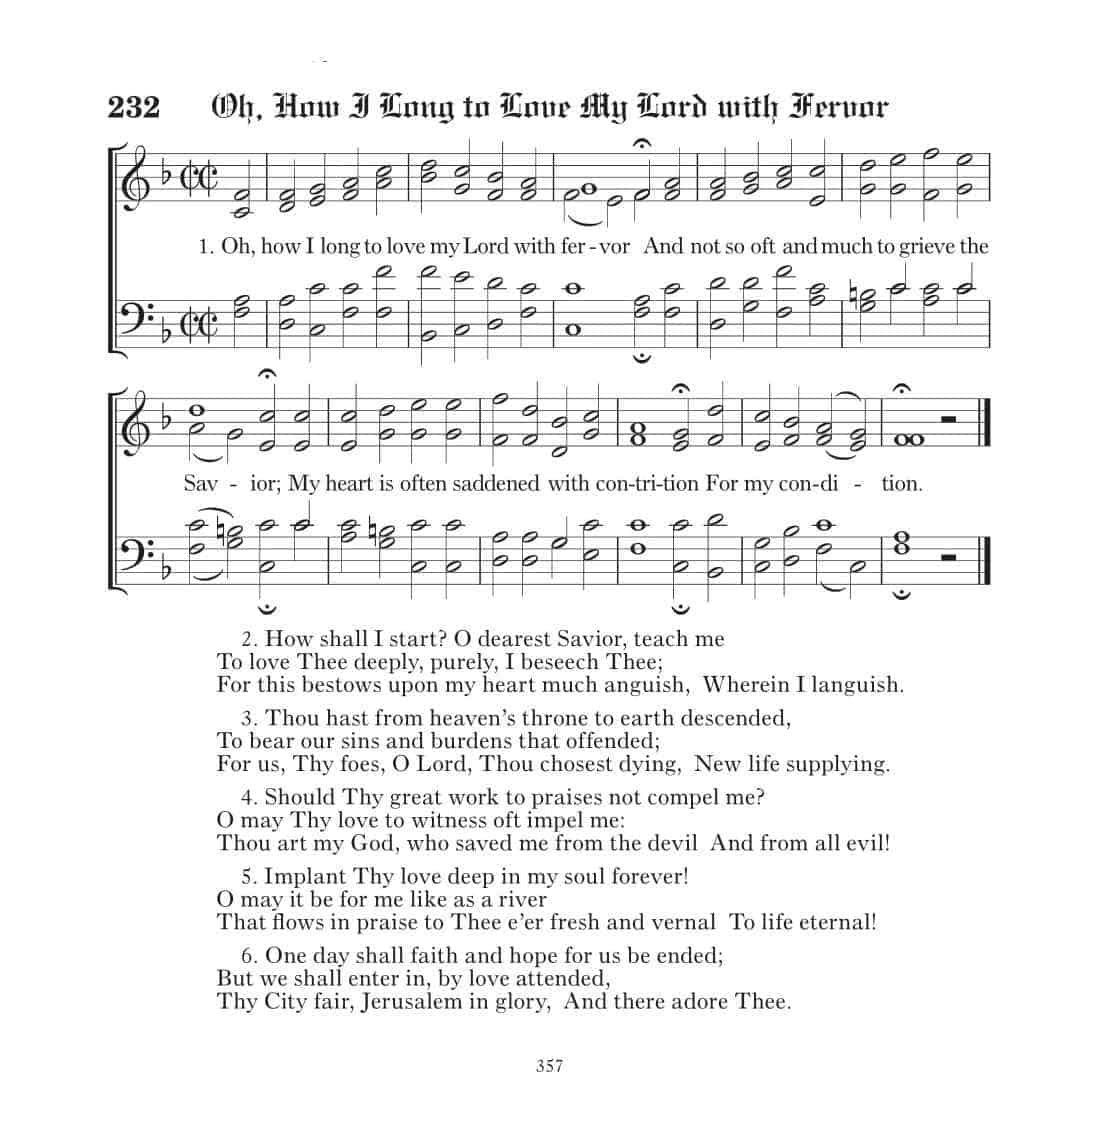 232 Oh, How I Long to Love My Lord with Fervor
1. Oh, how I long to love my Lord with fer - vor And not so oft and much to grieve the
Sav - ior; My heart is often saddened with con-tri-tion For my con-di - tion.
2. How shall I start? O dearest Savior, teach me
To love Thee deeply, purely, I beseech Thee;
For this bestows upon my heart much anguish, Wherein I languish.
3. Thou hast from heaven’s throne to earth descended,
To bear our sins and burdens that offended;
For us, Thy foes, O Lord, Thou chosest dying, New life supplying.
4. Should Thy great work to praises not compel me?
O may Thy love to witness oft impel me:
Thou art my God, who saved me from the devil And from all evil!
5. Implant Thy love deep in my soul forever!
O may it be for me like as a river
That flows in praise to Thee e’er fresh and vernal To life eternal!
6. One day shall faith and hope for us be ended;
But we shall enter in, by love attended,
Thy City fair, Jerusalem in glory, And there adore Thee.
357